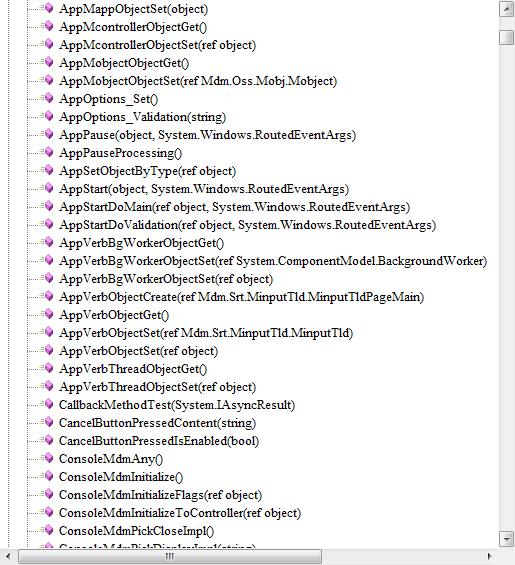 AppMappObjectSet(object)
AppMcontrollerObjectGet()
AppMcontrollerObjectSet(ref object)
AppMobjectObjectGet()
AppMobjectObjectSet(ref Mdm.Oss.Mobj.Mobject)
AppOptions_Set()
AppOptions_Validation(string)
AppPause(object, System.Windows.RoutedEventArgs)
AppPauseProcessing()
AppSetObjectByType(ref object)
AppStart(object, System.Windows.RoutedEventArgs)
AppStartDoMain(ref object, System.Windows.RoutedEventArgs)
AppStartDoValidation(ref object, System.Windows.RoutedEventArgs)
AppVerbBgWorkerObjectGet()
AppVerbBgWorkerObjectSet(ref System.ComponentModel.BackgroundWorker)
AppVerbBgWorkerObjectSet(ref object)
AppVerbObjectCreate(ref Mdm.Srt.MinputTld.MinputTldPageMain)
AppVerbObjectGet()
AppVerbObjectSet(ref Mdm.Srt.MinputTld.MinputTld)
AppVerbObjectSet(ref object)
AppVerbThreadObjectGet()
AppVerbThreadObjectSet(ref object)
CallbackMethodTest(System.IAsyncResult)
CancelButtonPressedContent(string)
CancelButtonPressedIsEnabled(bool)
ConsoleMdmAny()
ConsoleMdmInitialize()
ConsoleMdmInitializeFlags(ref object)
ConsoleMdmInitializeToController(ref object)
ConsoleMdmPickCloseImpl()
ConsoleMdmPickDisplayImpl(string)